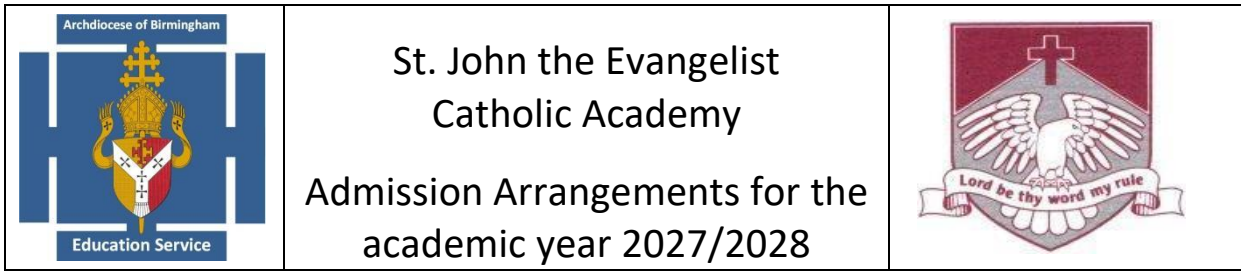 Archdiocese of Birmingham
Education Service
St. John the Evangelist
Catholic Academy
Admission Arrangements for the
academic year 2027/2028
Lord be thy word my rule